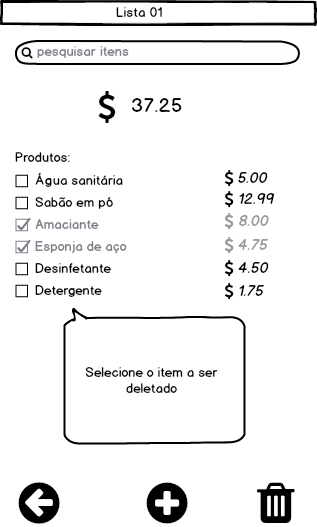 Lista 01
pesquisar itens
$ 37.25
Produtos:
Água sanitária $ 5.00
Sabão em pó $ 12.99
Amaciante $ 8.00
Esponja de aço $ 4.75
Desinfetante $ 4.50
Detergente $ 1.75
Selecione o item a ser
deletado